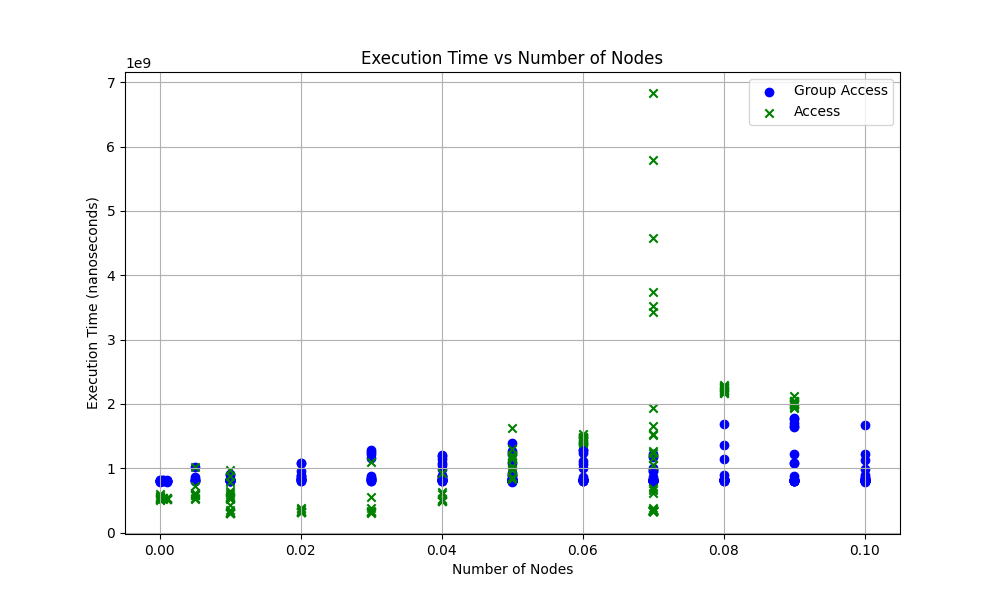 Execution Time vs Number of Nodes
1e9
7
6
5
4
3
2
1
0
Execution Time (nanoseconds)
Group Access
Access
0.00 0.02 0.04 0.06 0.08 0.10
Number of Nodes